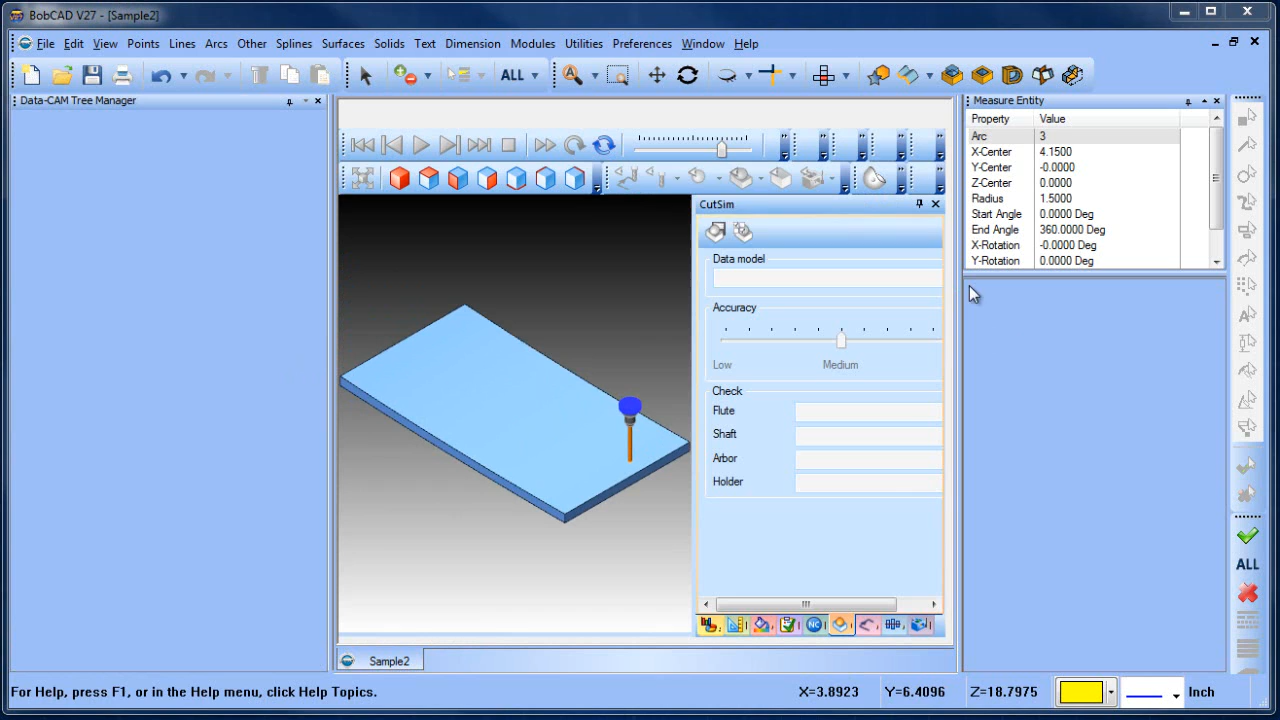 BobCAD V27 - [Sample2]
File Edit View Points Lines Arcs Other Splines Surfaces Solids Text Dimension Modules Utilities Preferences Window Help
ALL
Data-CAM Tree Manager
Measure Entity
Property Value
Arc 3
X-Center 4.1500
Y-Center -0.0000
Z-Center 0.0000
Radius 1.5000
Start Angle 0.0000 Deg
End Angle 360.0000 Deg
X-Rotation -0.0000 Deg
Y-Rotation 0.0000 Deg
CutSim
Data model
Accuracy
Low Medium
Check
Flute
Shaft
Arbor
Holder
NC
ALL
Sample2
For Help, press F1, or in the Help menu, click Help Topics.
X=3.8923 Y=6.4096 Z=18.7975 Inch